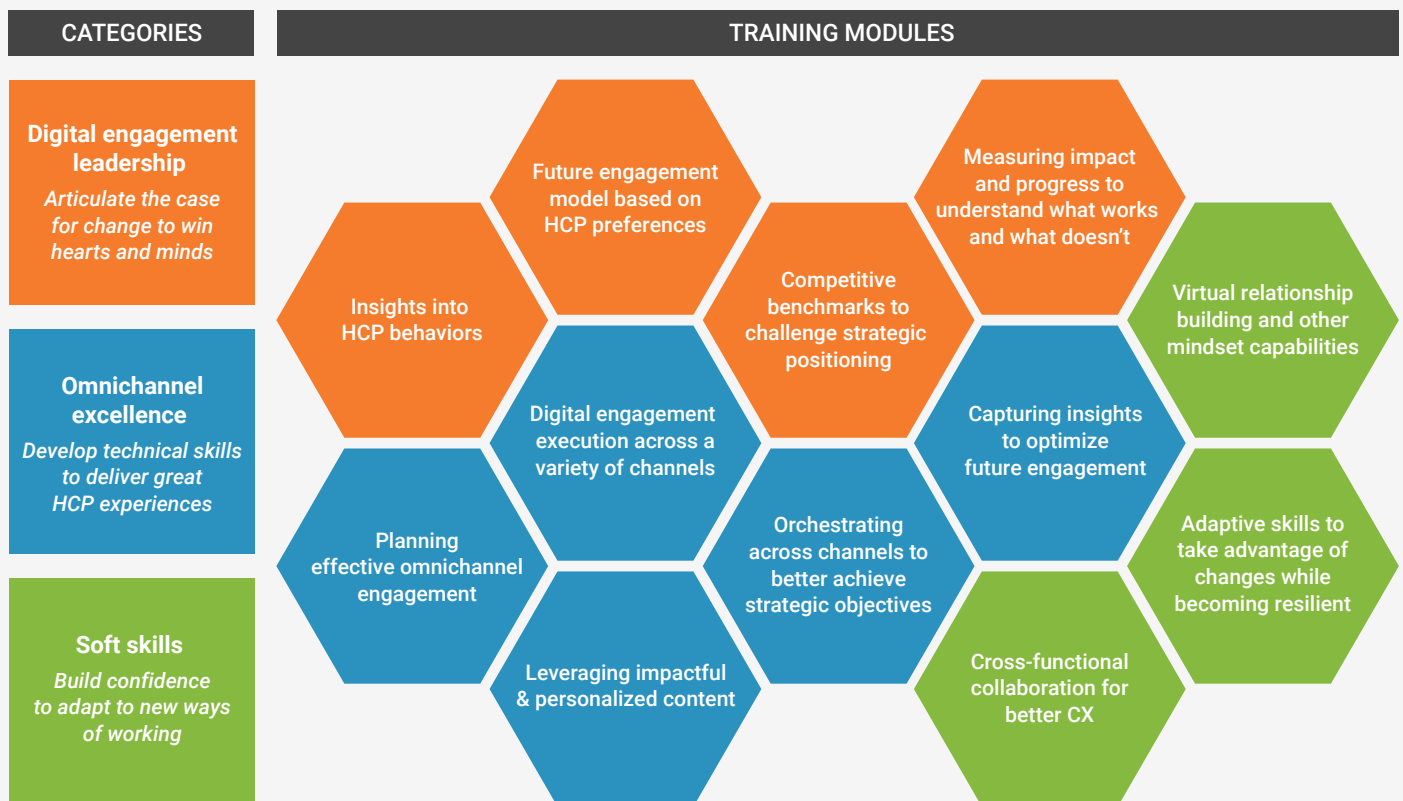 CATEGORIES
TRAINING MODULES
Digital engagement
leadership
Articulate the case
for change to win
hearts and minds
Omnichannel
excellence
Develop technical skills
to deliver great
HCP experiences
Soft skills
Build confidence
to adapt to new ways
of working
Insights into
HCP behaviors
Future engagement
model based on
HCP preferences
Competitive
benchmarks to
challenge strategic
positioning
Measuring impact
and progress to
understand what works
and what doesn’t
Virtual relationship
building and other
mindset capabilities
Planning
effective omnichannel
engagement
Digital engagement
execution across a
variety of channels
Leveraging impactful
& personalized content
Orchestrating
across channels to
better achieve
strategic objectives
Capturing insights
to optimize
future engagement
Cross-functional
collaboration for
better CX
Adaptive skills to
take advantage of
changes while
becoming resilient